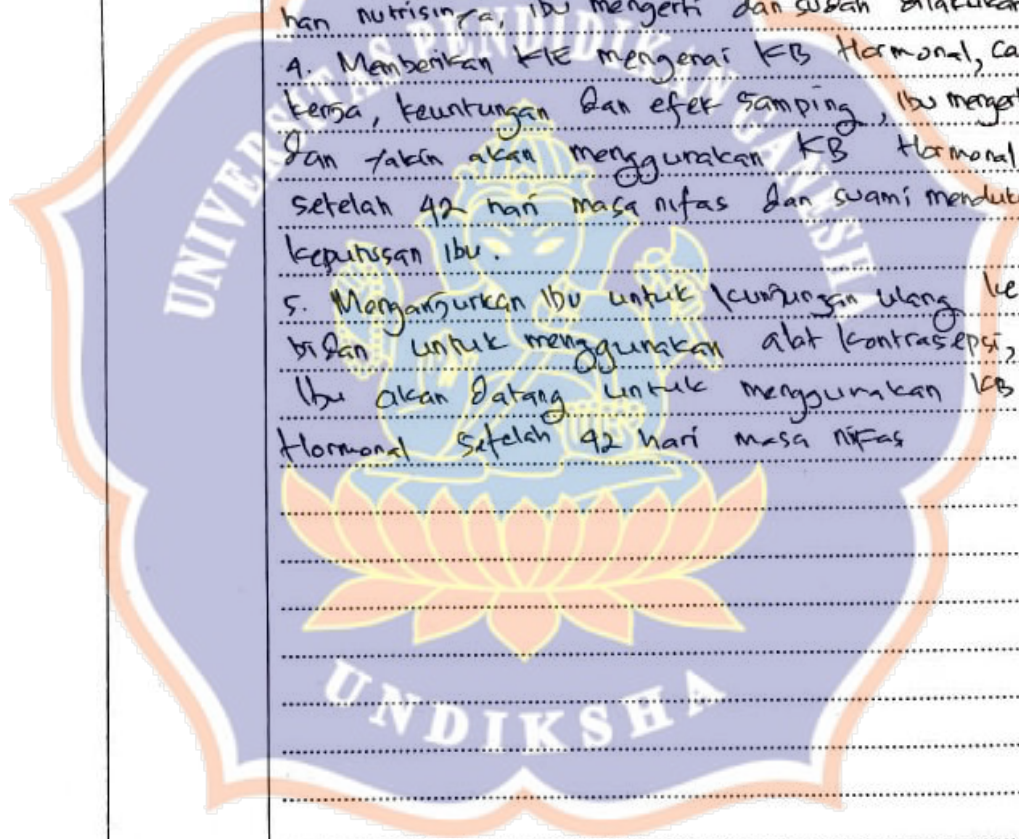 han nutrisinya, ibu mengerti dan sudah dilakukan
4. Memberikan KIE mengenai KB Hormonal, ca
kerja, keuntungan dan efek samping, ibu mengert
dan yakin akan menggunakan KB Hormonal
setelah 42 hari masa nifas dan suami menduku
keputusan ibu.
5. Menganjurkan ibu untuk kunjungan ulang ke
bidan untuk menggunakan alat kontrasepsi,
Ibu akan datang untuk menggunakan KB
Hormonal setelah 42 hari masa nifas
UNIVERSITAS PENDIDIKAN GANESHA
UNDIKSHA